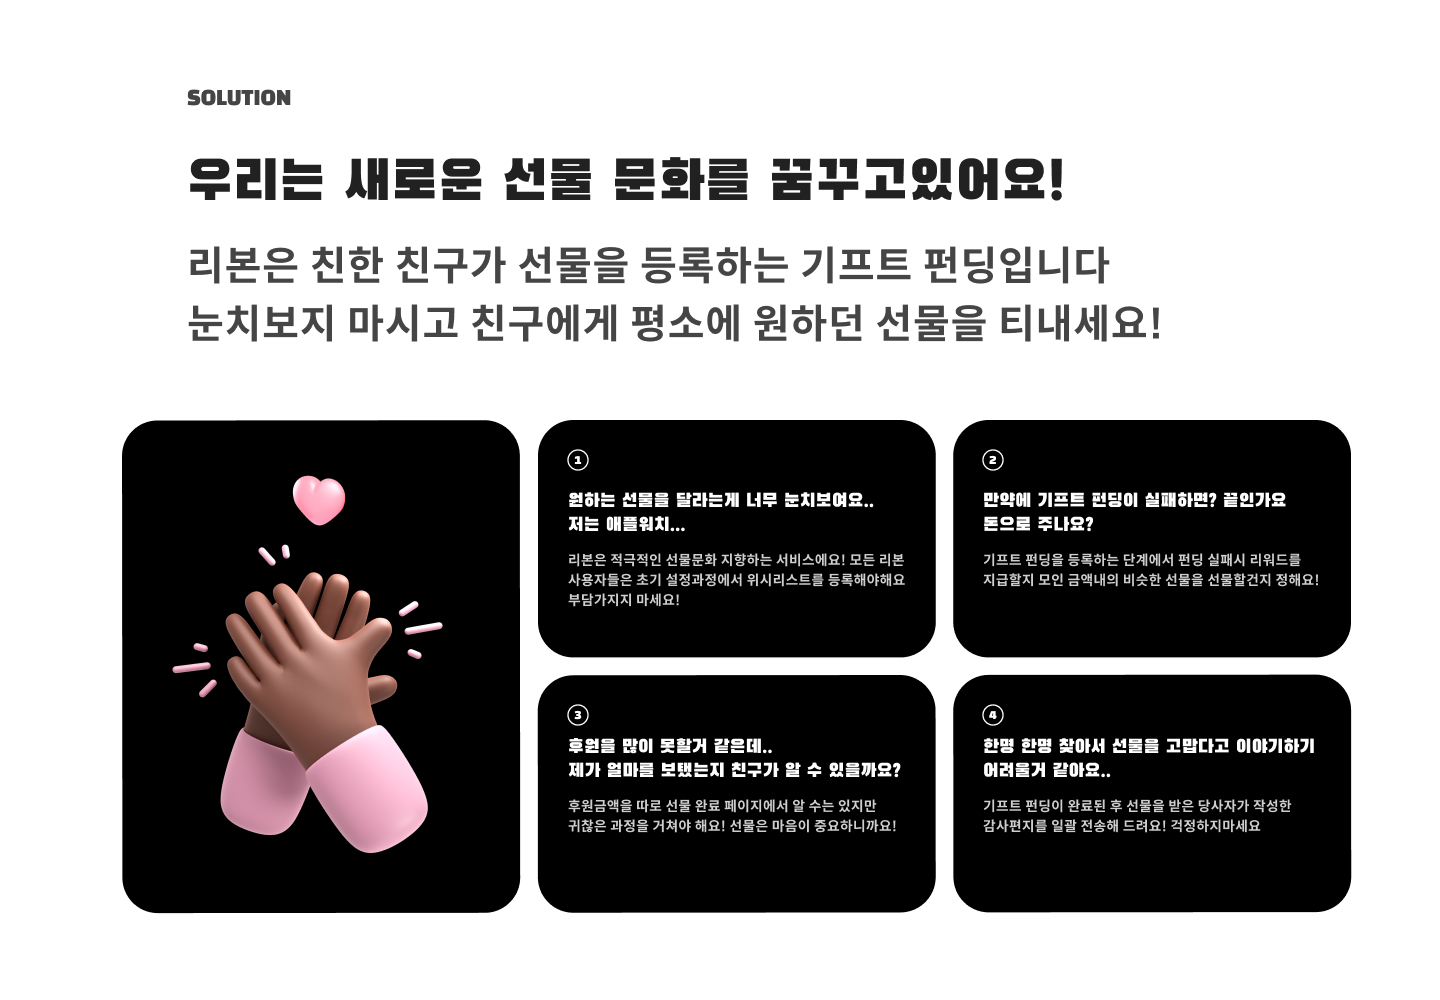 SOLUTION
우리는 새로운 선물 문화를 꿈꾸고있어요!
리본은 친한 친구가 선물을 등록하는 기프트 펀딩입니다
눈치보지 마시고 친구에게 평소에 원하던 선물을 티내세요!
1
원하는 선물을 달라는게 너무 눈치보여요..
저는 애플워치...
리본은 적극적인 선물문화 지향하는 서비스에요! 모든 리본
사용자들은 초기 설정과정에서 위시리스트를 등록해야해요
부담가지지 마세요!
2
만약에 기프트 펀딩이 실패하면? 끝인가요
돈으로 주나요?
기프트 펀딩을 등록하는 단계에서 펀딩 실패시 리워드를
지급할지 모인 금액내의 비슷한 선물을 선물할건지 정해요!
3
후원을 많이 못할거 같은데..
제가 얼마를 보탰는지 친구가 알 수 있을까요?
후원금액을 따로 선물 완료 페이지에서 알 수는 있지만
귀찮은 과정을 거쳐야 해요! 선물은 마음이 중요하니까요!
4
한명 한명 찾아서 선물을 고맙다고 이야기하기
어려울거 같아요..
기프트 펀딩이 완료된 후 선물을 받은 당사자가 작성한
감사편지를 일괄 전송해 드려요! 걱정하지마세요